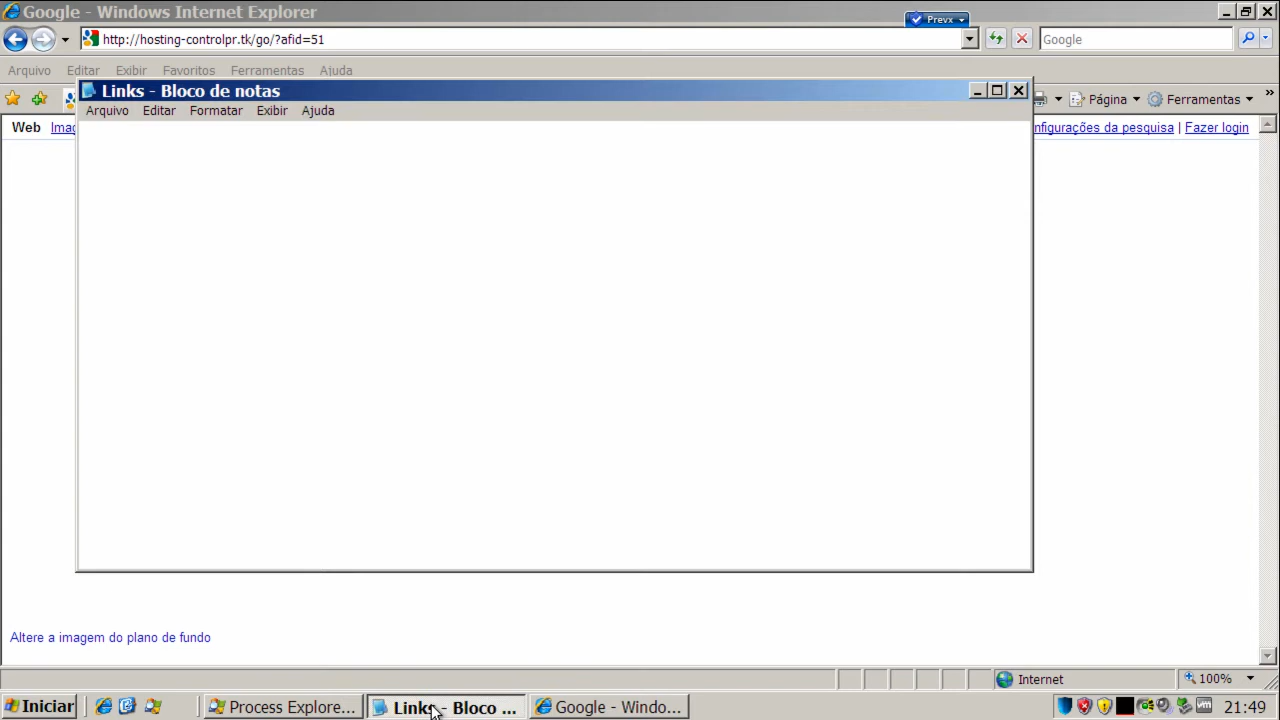 Google - Windows Internet Explorer
Prevx
http://hosting-controlpr.tk/go/?afid=51
Google
Arquivo Editar Exibir Favoritos Ferramentas Ajuda
Links - Bloco de notas
Página Ferramentas »
Arquivo Editar Formatar Exibir Ajuda
Web Imag
nfigurações da pesquisa | Fazer login
Altere a imagem do plano de fundo
Internet 100%
Iniciar Process Explore... Links - Bloco ... Google - Windo... 21:49